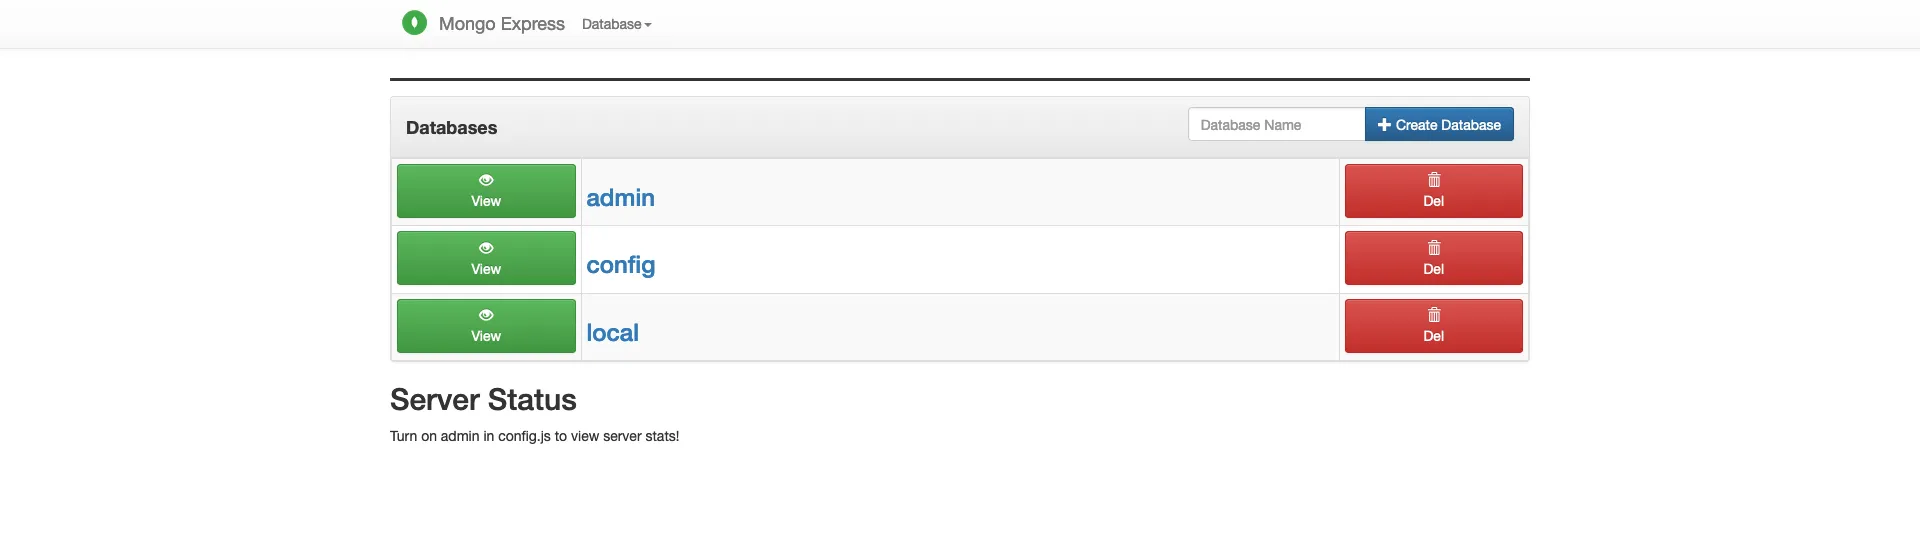 Mongo Express Database
Databases
Database Name Create Database
View admin Del
View config Del
View local Del
Server Status
Turn on admin in config.js to view server stats!